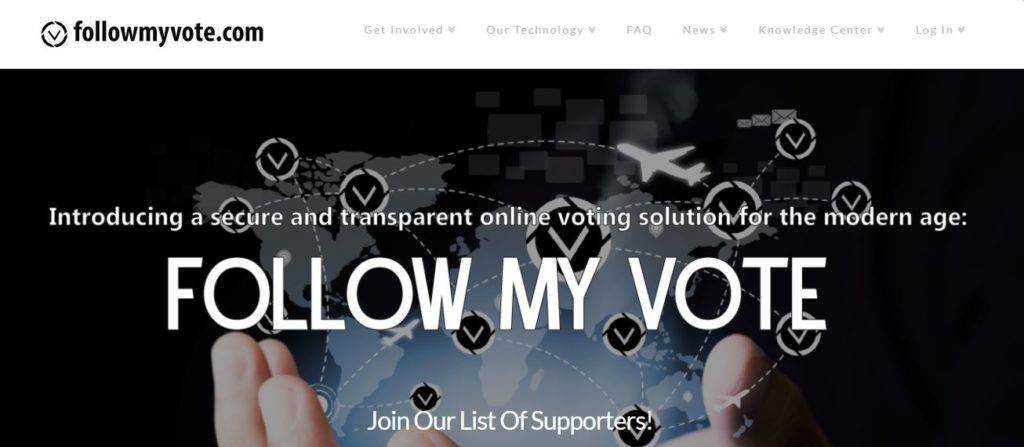 followmyvote.com
Get Involved
Our Technology
FAQ
News
Knowledge Center
Log In
Introducing a secure and transparent online voting solution for the modern age:
FOLLOW MY VOTE
Join Our List Of Supporters!